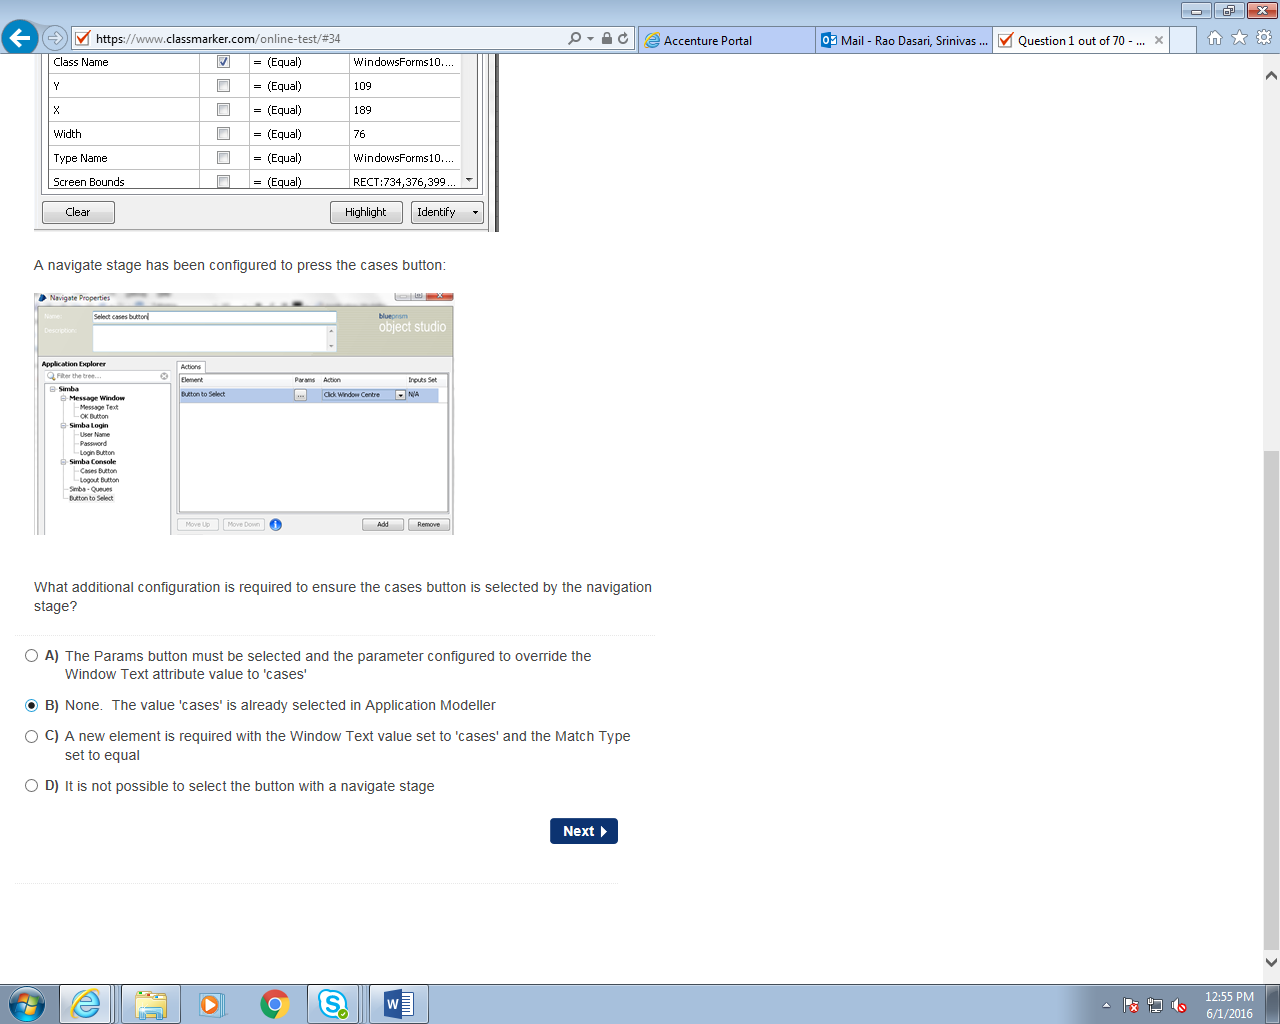 https://www.classmarker.com/online-test/#34
Accenture Portal
Mail - Rao Dasari, Srinivas ...
Question 1 out of 70 - ...
Class Name = (Equal) WindowsForms10....
Y = (Equal) 109
X = (Equal) 189
Width = (Equal) 76
Type Name = (Equal) WindowsForms10....
Screen Bounds = (Equal) RECT:734,376,399...
Clear Highlight Identify
A navigate stage has been configured to press the cases button:
Navigate Properties
Name: Select cases button
Description:
blueprism
object studio
Application Explorer
Filter the tree...
Simba
Message Window
Message Text
OK Button
Simba Login
User Name
Password
Login Button
Simba Console
Cases Button
Logout Button
Simba - Queues
Button to Select
Actions
Element Params Action Inputs Set
Button to Select ... Click Window Centre N/A
Move Up Move Down Add Remove
What additional configuration is required to ensure the cases button is selected by the navigation
stage?
A) The Params button must be selected and the parameter configured to override the
Window Text attribute value to 'cases'
B) None. The value 'cases' is already selected in Application Modeller
C) A new element is required with the Window Text value set to 'cases' and the Match Type
set to equal
D) It is not possible to select the button with a navigate stage
Next
12:55 PM
6/1/2016